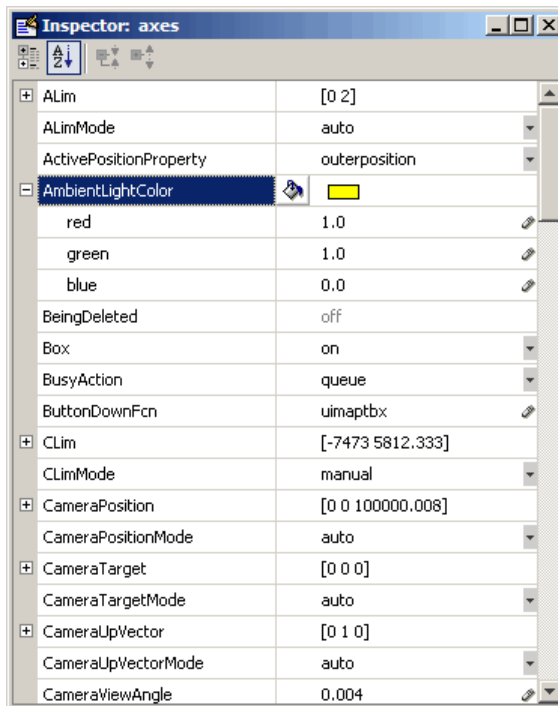 Inspector: axes
ALim [0 2]
ALimMode auto
ActivePositionProperty outerposition
AmbientLightColor
red 1.0
green 1.0
blue 0.0
BeingDeleted off
Box on
BusyAction queue
ButtonDownFcn uimaptbx
CLim [-7473 5812.333]
CLimMode manual
CameraPosition [0 0 100000.008]
CameraPositionMode auto
CameraTarget [0 0 0]
CameraTargetMode auto
CameraUpVector [0 1 0]
CameraUpVectorMode auto
CameraViewAngle 0.004